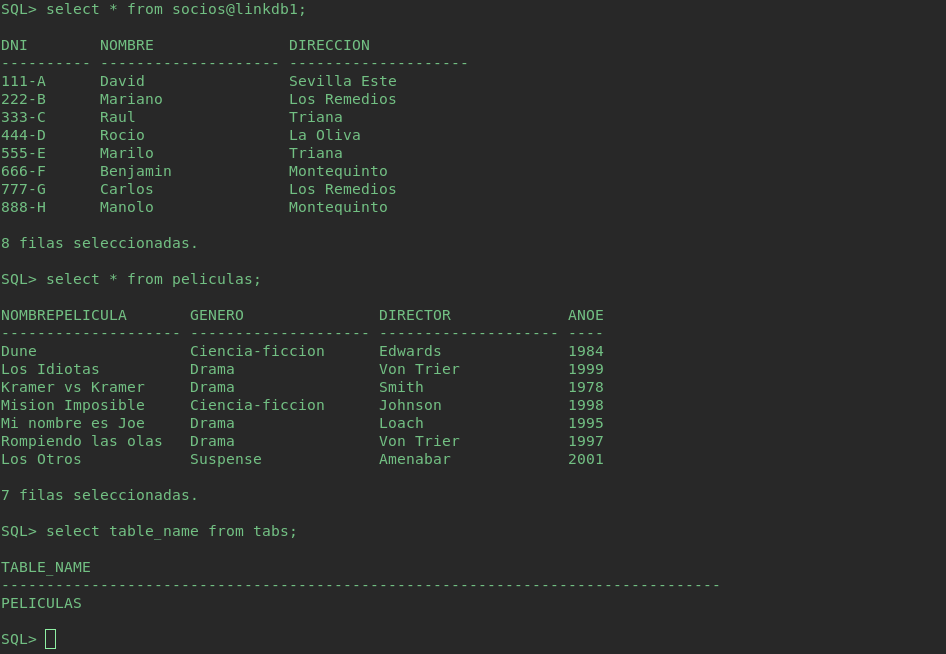 SQL> select * from socios@linkdb1;
DNI        NOMBRE               DIRECCION
---------- -------------------- --------------------
111-A      David                Sevilla Este
222-B      Mariano              Los Remedios
333-C      Raul                 Triana
444-D      Rocio                La Oliva
555-E      Marilo               Triana
666-F      Benjamin             Montequinto
777-G      Carlos               Los Remedios
888-H      Manolo               Montequinto
8 filas seleccionadas.
SQL> select * from peliculas;
NOMBREPELICULA       GENERO               DIRECTOR             ANOE
-------------------- -------------------- -------------------- ----
Dune                 Ciencia-ficcion      Edwards              1984
Los Idiotas          Drama                Von Trier            1999
Kramer vs Kramer     Drama                Smith                1978
Mision Imposible     Ciencia-ficcion      Johnson              1998
Mi nombre es Joe     Drama                Loach                1995
Rompiendo las olas   Drama                Von Trier            1997
Los Otros            Suspense             Amenabar             2001
7 filas seleccionadas.
SQL> select table_name from tabs;
TABLE_NAME
--------------------------------------------------------------------------------
PELICULAS
SQL>